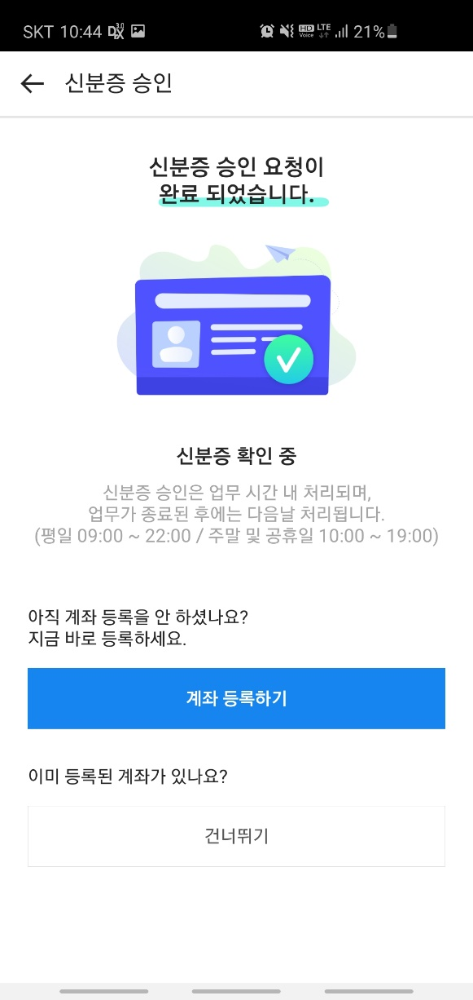 SKT 10:44 DX 3.0 HD Voice LTE 21%
신분증 승인
신분증 승인 요청이
완료 되었습니다.
신분증 확인 중
신분증 승인은 업무 시간 내 처리되며,
업무가 종료된 후에는 다음날 처리됩니다.
(평일 09:00 ~ 22:00 / 주말 및 공휴일 10:00 ~ 19:00)
아직 계좌 등록을 안 하셨나요?
지금 바로 등록하세요.
계좌 등록하기
이미 등록된 계좌가 있나요?
건너뛰기